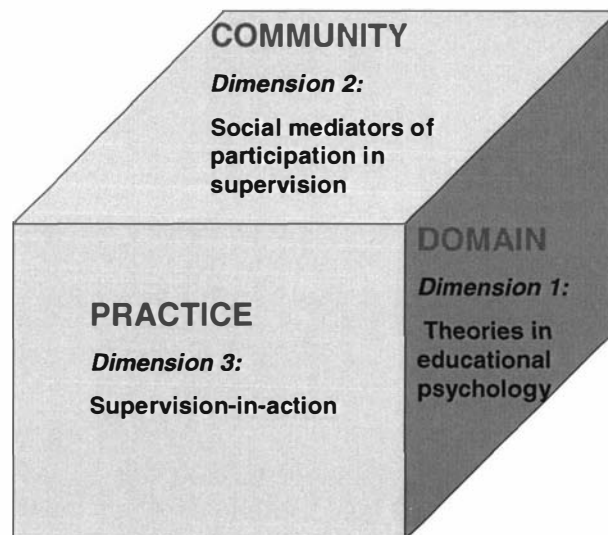 COMMUNITY
Dimension 2:
Social mediators of
participation in
supervision
DOMAIN
Dimension 1:
Theories in
educational
psychology
PRACTICE
Dimension 3:
Supervision-in-action